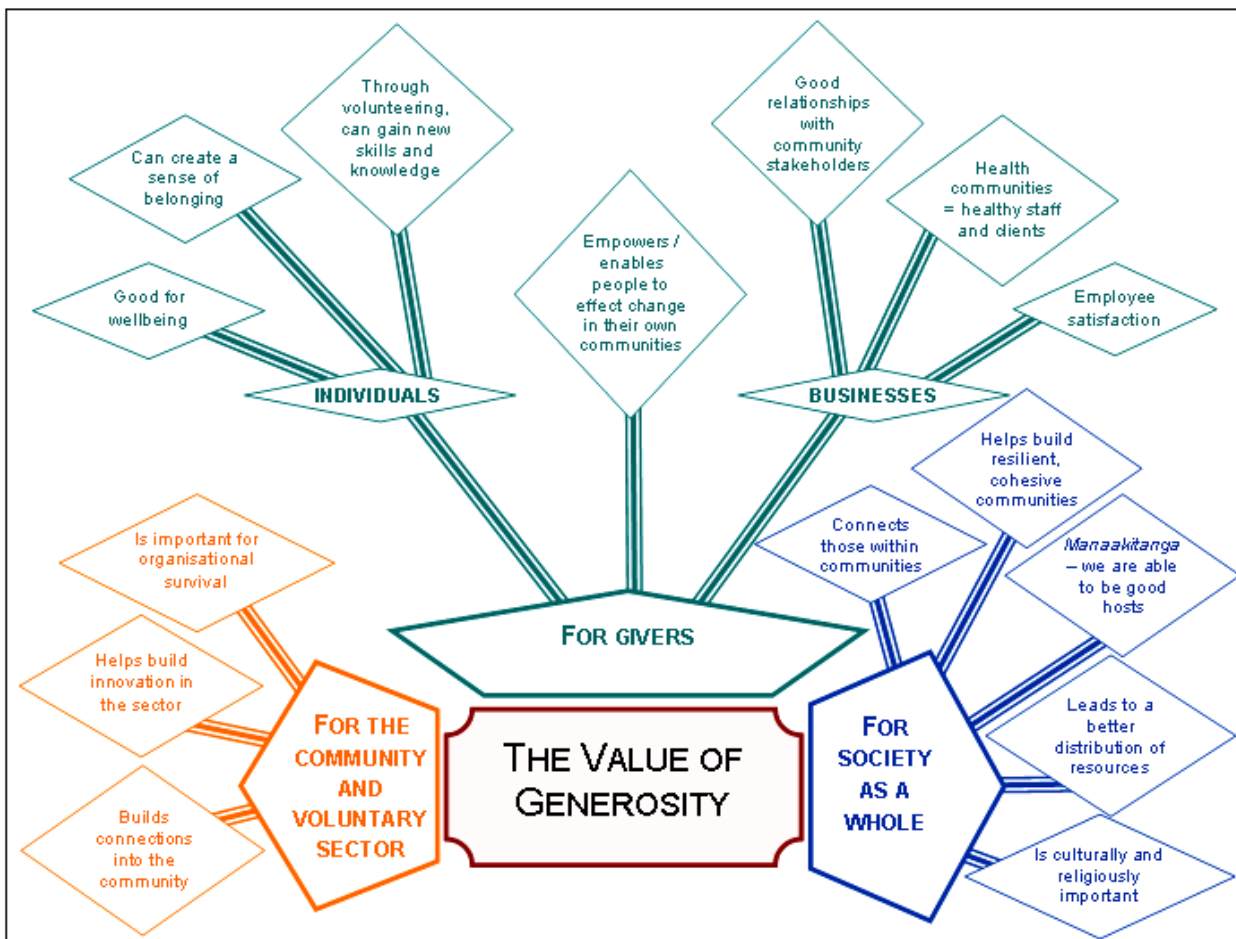 Through
volunteering,
can gain new
skills and
knowledge
Good
relationships
with
community
stakeholders
Can create a
sense of
belonging
Health
communities
= healthy staff
and clients
Empowers /
enables
people to
effect change
in their own
communities
Good for
wellbeing
Employee
satisfaction
INDIVIDUALS
BUSINESSES
Helps build
resilient,
cohesive
communities
Is important for
organisational
survival
Connects
those within
communities
Manaakitanga
– we are able
to be good
hosts
FOR GIVERS
Helps build
innovation in
the sector
FOR THE
COMMUNITY
AND
VOLUNTARY
SECTOR
THE VALUE OF
GENEROSITY
FOR
SOCIETY
AS A
WHOLE
Leads to a
better
distribution of
resources
Builds
connections
into the
community
Is culturally and
religiously
important